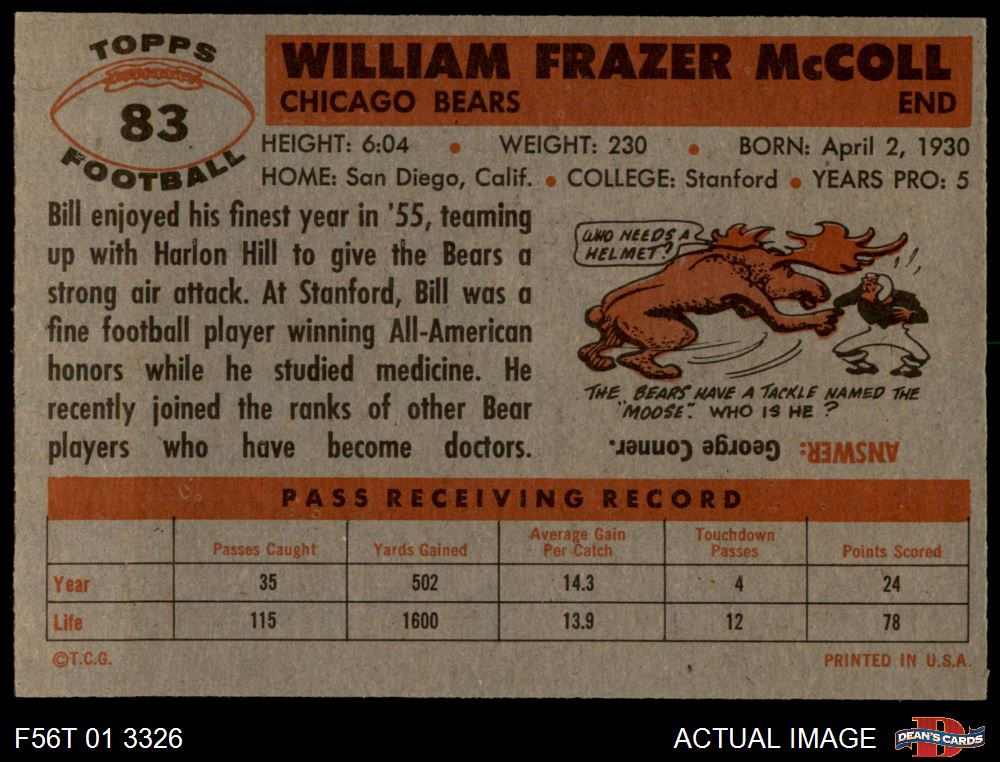 TOPPS
83
FOOTBALL
WILLIAM FRAZER McCOLL
CHICAGO BEARS END
HEIGHT: 6:04 • WEIGHT: 230 • BORN: April 2, 1930
HOME: San Diego, Calif. • COLLEGE: Stanford • YEARS PRO: 5
Bill enjoyed his finest year in '55, teaming
up with Harlon Hill to give the Bears a
strong air attack. At Stanford, Bill was a
fine football player winning All-American
honors while he studied medicine. He
recently joined the ranks of other Bear
players who have become doctors.
WHO NEEDS A
HELMET?
THE BEARS HAVE A TACKLE NAMED THE
"MOOSE". WHO IS HE?
ANSWER: George Conner.
PASS RECEIVING RECORD
Passes Caught Yards Gained Average Gain Per Catch Touchdown Passes Points Scored
Year 35 502 14.3 4 24
Life 115 1600 13.9 12 78
©T.C.G. PRINTED IN U.S.A.
F56T 01 3326 ACTUAL IMAGE D DEAN'S CARDS